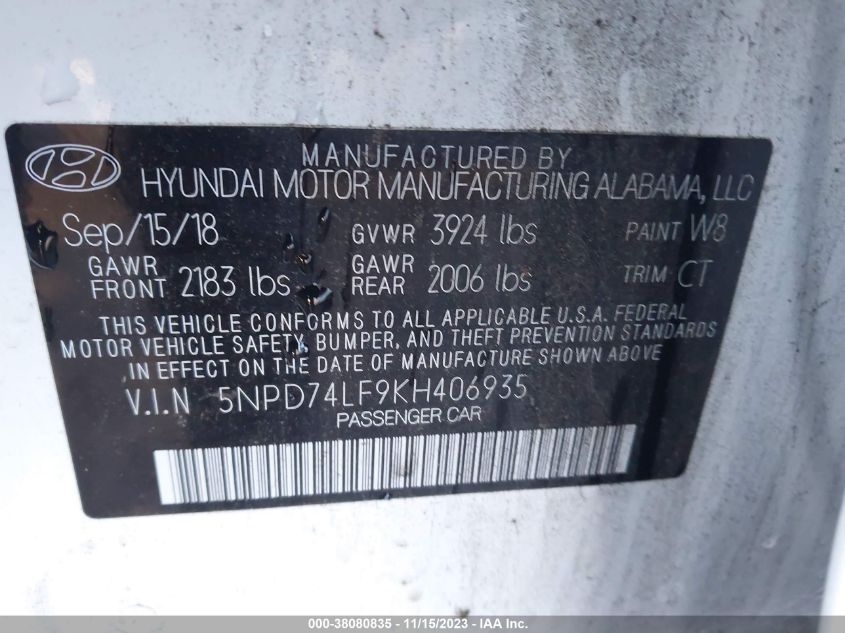 MANUFACTURED BY
HYUNDAI MOTOR MANUFACTURING ALABAMA, LLC
Sep/15/18 GVWR 3924 lbs PAINT W8
GAWR FRONT 2183 lbs GAWR REAR 2006 lbs TRIM CT
THIS VEHICLE CONFORMS TO ALL APPLICABLE U.S.A. FEDERAL
MOTOR VEHICLE SAFETY, BUMPER, AND THEFT PREVENTION STANDARDS
IN EFFECT ON THE DATE OF MANUFACTURE SHOWN ABOVE.
V.I.N 5NPD74LF9KH406935
PASSENGER CAR
000-38080835 - 11/15/2023 - IAAI.COM